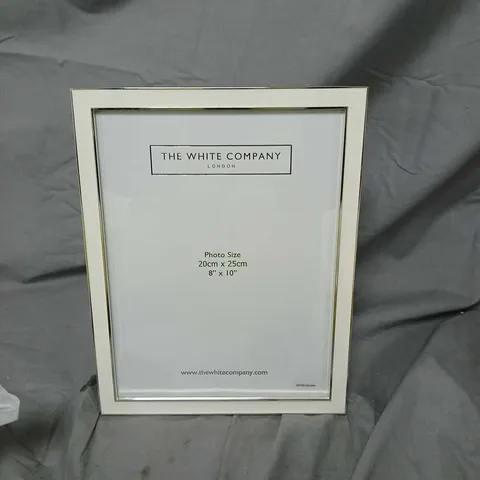 THE WHITE COMPANY
LONDON
Photo Size
20cm x 25cm
8" x 10"
www.thewhitecompany.com